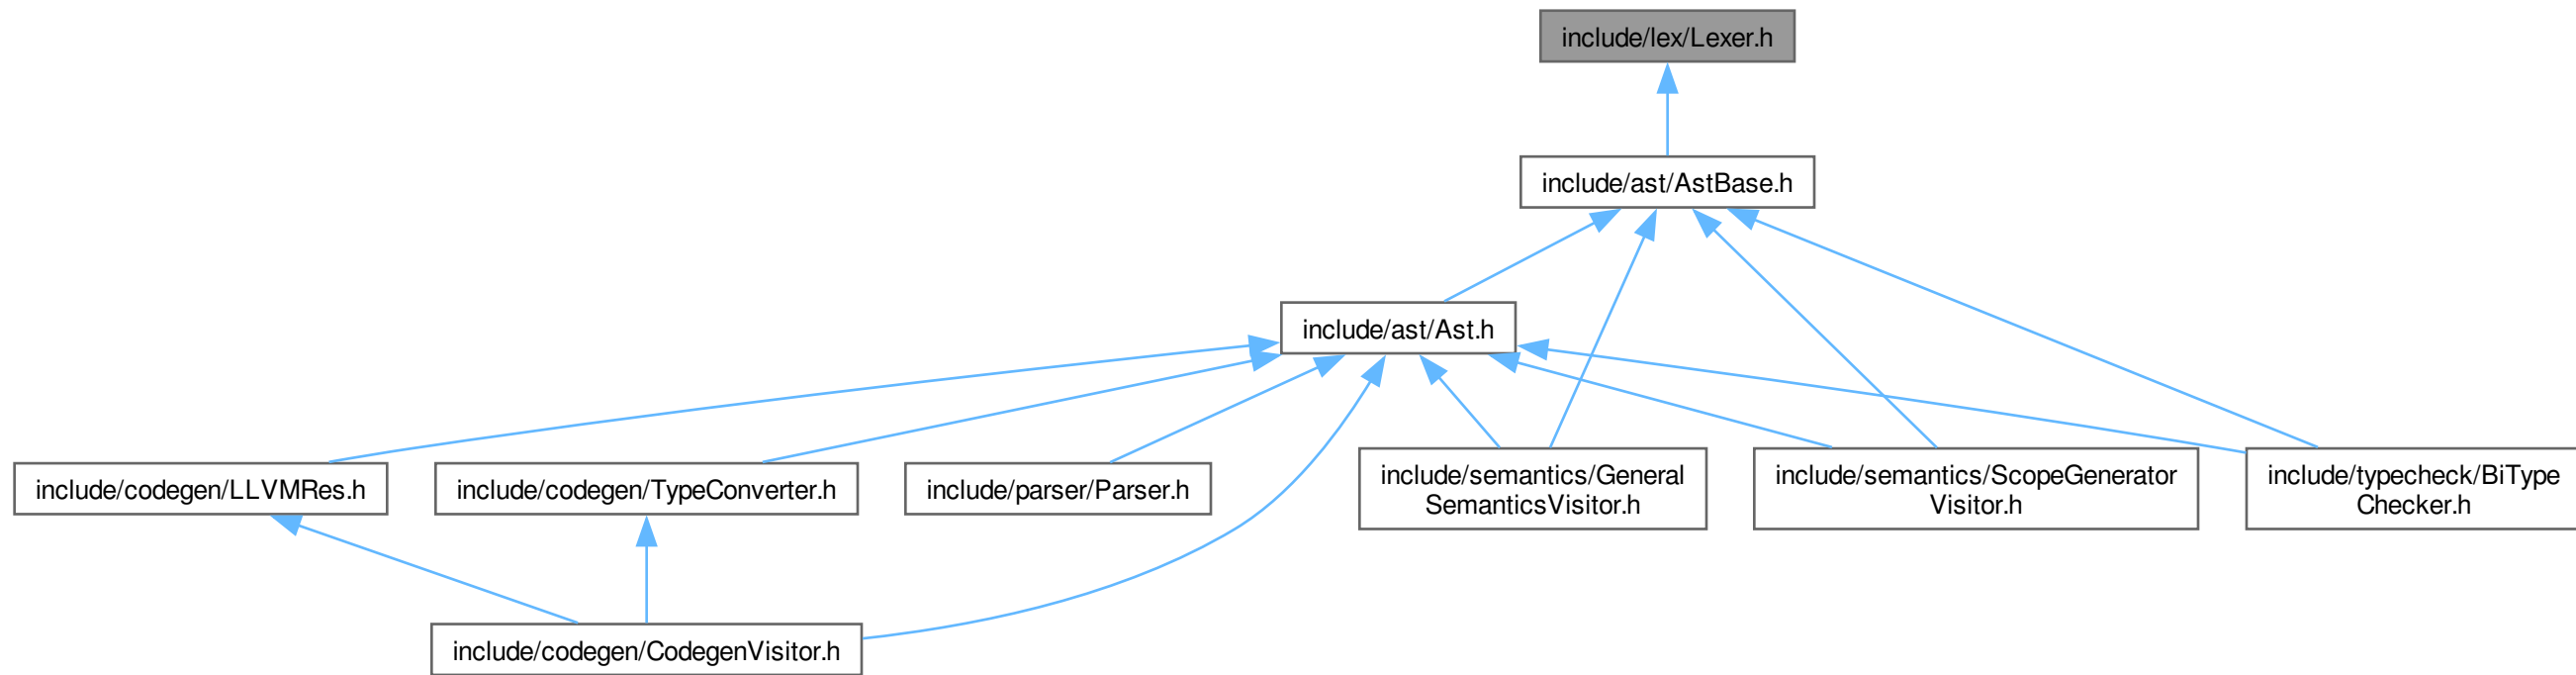 include/lex/Lexer.h
include/ast/AstBase.h
include/ast/Ast.h
include/codegen/LLVMRes.h
include/codegen/TypeConverter.h
include/parser/Parser.h
include/semantics/General
SemanticsVisitor.h
include/semantics/ScopeGenerator
Visitor.h
include/typecheck/BiType
Checker.h
include/codegen/CodegenVisitor.h